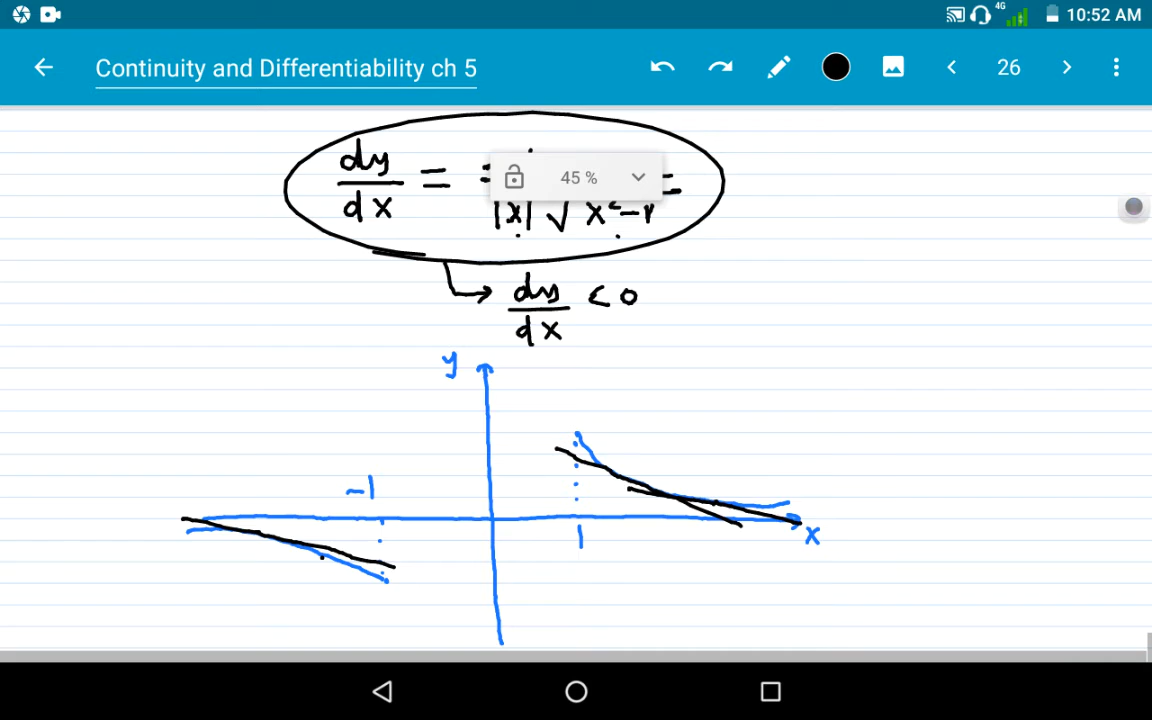 4G 10:52 AM
Continuity and Differentiability ch 5 26
dy/dx = |x| √x²-1
45 %
dy/dx < 0
y
-1
1
x